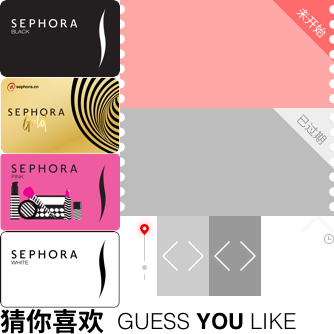 SEPHORA
BLACK
未开始
@sephora.cn
SEPHORA
Gold
已过期
SEPHORA
PINK
SEPHORA
WHITE
猜你喜欢 GUESS YOU LIKE